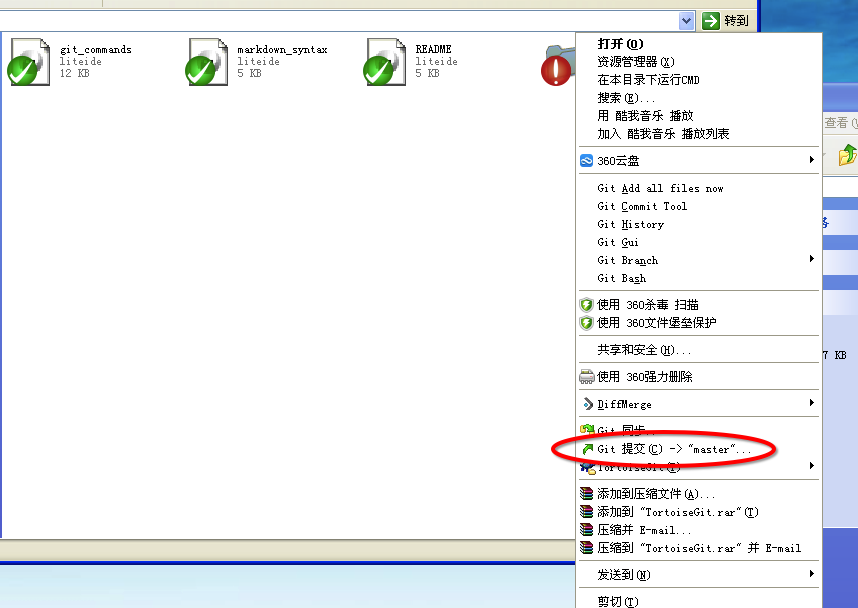 转到
git_commands
liteide
12 KB
markdown_syntax
liteide
5 KB
README
liteide
5 KB
打开(O)
资源管理器(X)
在本目录下运行CMD
搜索(E)...
用 酷我音乐 播放
加入 酷我音乐 播放列表
360云盘
Git Add all files now
Git Commit Tool
Git History
Git Gui
Git Branch
Git Bash
使用 360杀毒 扫描
使用 360文件堡垒保护
共享和安全(H)...
使用 360强力删除
DiffMerge
Git 同步...
Git 提交(C) -> "master"...
TortoiseGit(T)
添加到压缩文件(A)...
添加到 "TortoiseGit.rar"(T)
压缩并 E-mail...
压缩到 "TortoiseGit.rar" 并 E-mail
发送到(N)
剪切(T)
查看(V
务
7 KB